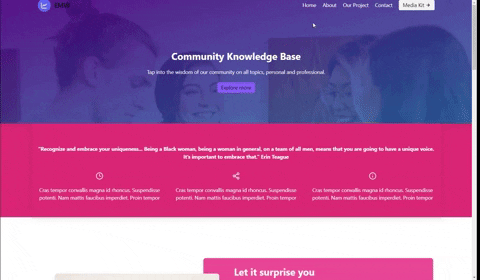 EMBR
Home About Our Project Contact Media Kit →
Community Knowledge Base
Tap into the wisdom of our community on all topics, personal and professional.
Explore more
"Recognize and embrace your uniqueness... Being a Black woman, being a woman in general, on a team of all men, means that you are going to have a unique voice.
It's important to embrace that." Erin Teague
Cras tempor convallis magna id rhoncus. Suspendisse
potenti. Nam mattis faucibus imperdiet. Proin tempor
Cras tempor convallis magna id rhoncus. Suspendisse
potenti. Nam mattis faucibus imperdiet. Proin tempor
Cras tempor convallis magna id rhoncus. Suspendisse
potenti. Nam mattis faucibus imperdiet. Proin tempor
Let it surprise you